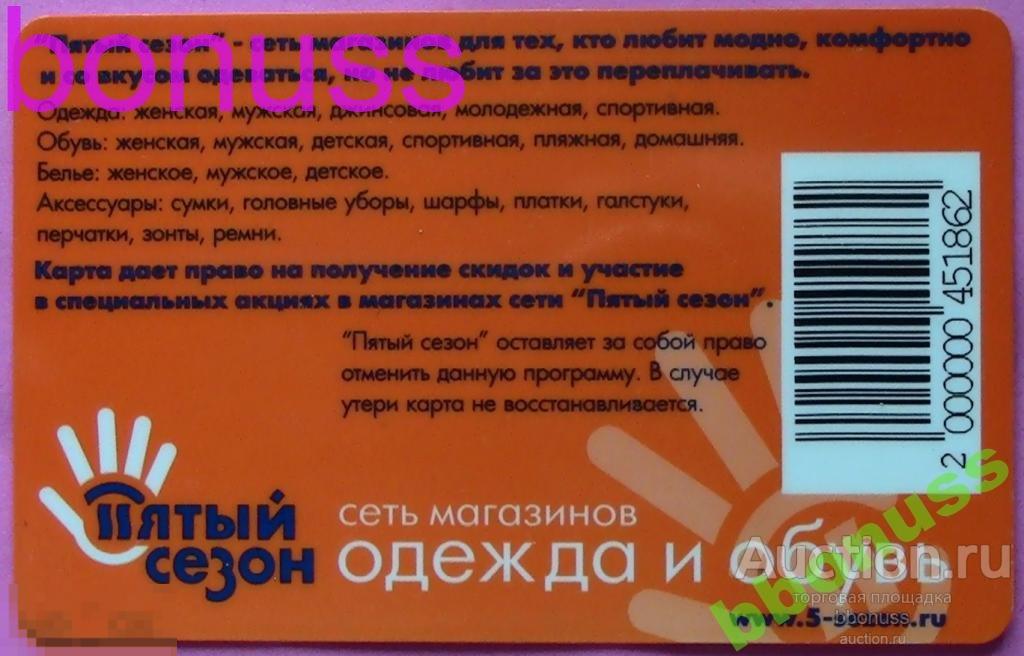 bonuss
"Пятый сезон" - сеть магазинов для тех, кто любит модно, комфортно
и со вкусом одеваться, но не любит за это переплачивать.
Одежда: женская, мужская, джинсовая, молодежная, спортивная.
Обувь: женская, мужская, детская, спортивная, пляжная, домашняя.
Белье: женское, мужское, детское.
Аксессуары: сумки, головные уборы, шарфы, платки, галстуки,
перчатки, зонты, ремни.
Карта дает право на получение скидок и участие
в специальных акциях в магазинах сети "Пятый сезон".
"Пятый сезон" оставляет за собой право
отменить данную программу. В случае
утери карта не восстанавливается.
2 000000 451862
Пятый
сезон
сеть магазинов
одежда и обувь
bbonuss
Auction.ru
торговая площадка
bbonuss
auction.ru